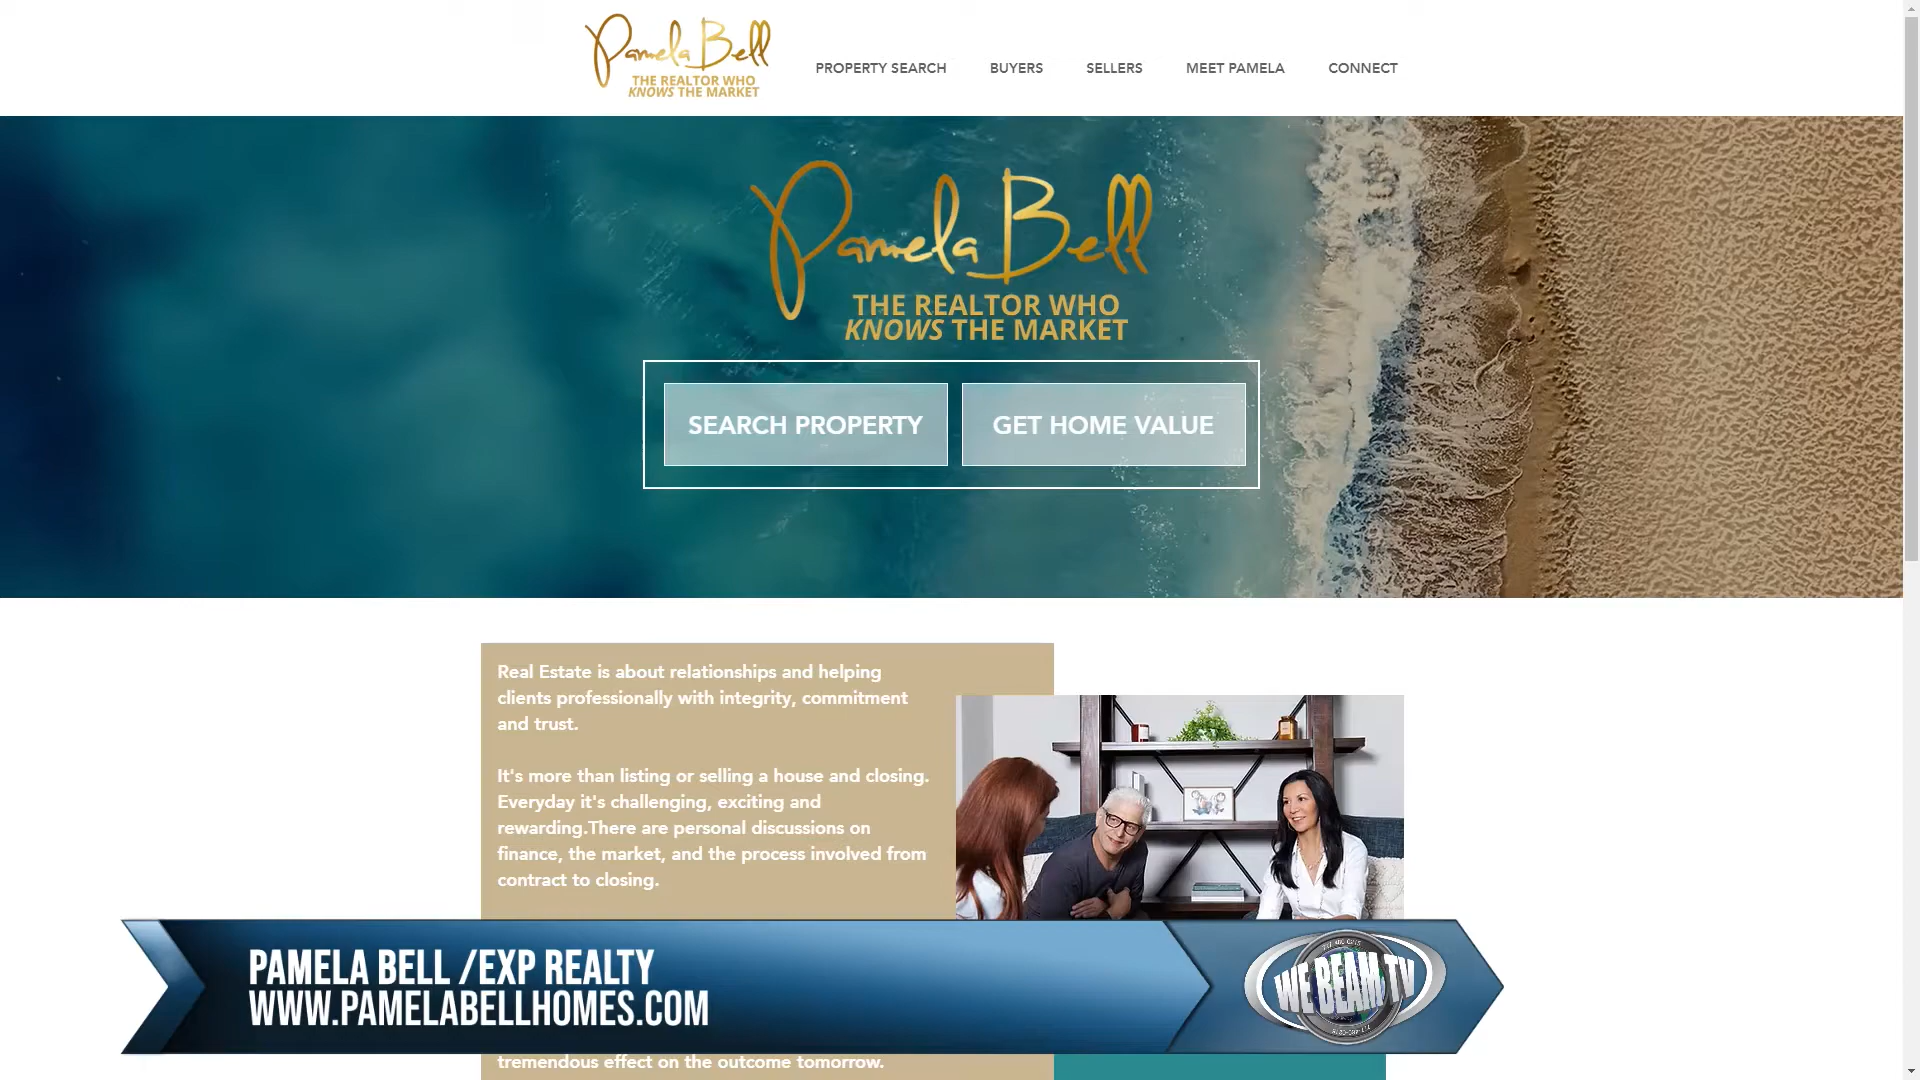 Pamela Bell
THE REALTOR WHO
KNOWS THE MARKET
PROPERTY SEARCH
BUYERS
SELLERS
MEET PAMELA
CONNECT
Pamela Bell
THE REALTOR WHO
KNOWS THE MARKET
SEARCH PROPERTY
GET HOME VALUE
Real Estate is about relationships and helping
clients professionally with integrity, commitment
and trust.
It's more than listing or selling a house and closing.
Everyday it's challenging, exciting and
rewarding.There are personal discussions on
finance, the market, and the process involved from
contract to closing.
PAMELA BELL /EXP REALTY
WWW.PAMELABELLHOMES.COM
WE BEAM TV
tremendous effect on the outcome tomorrow.